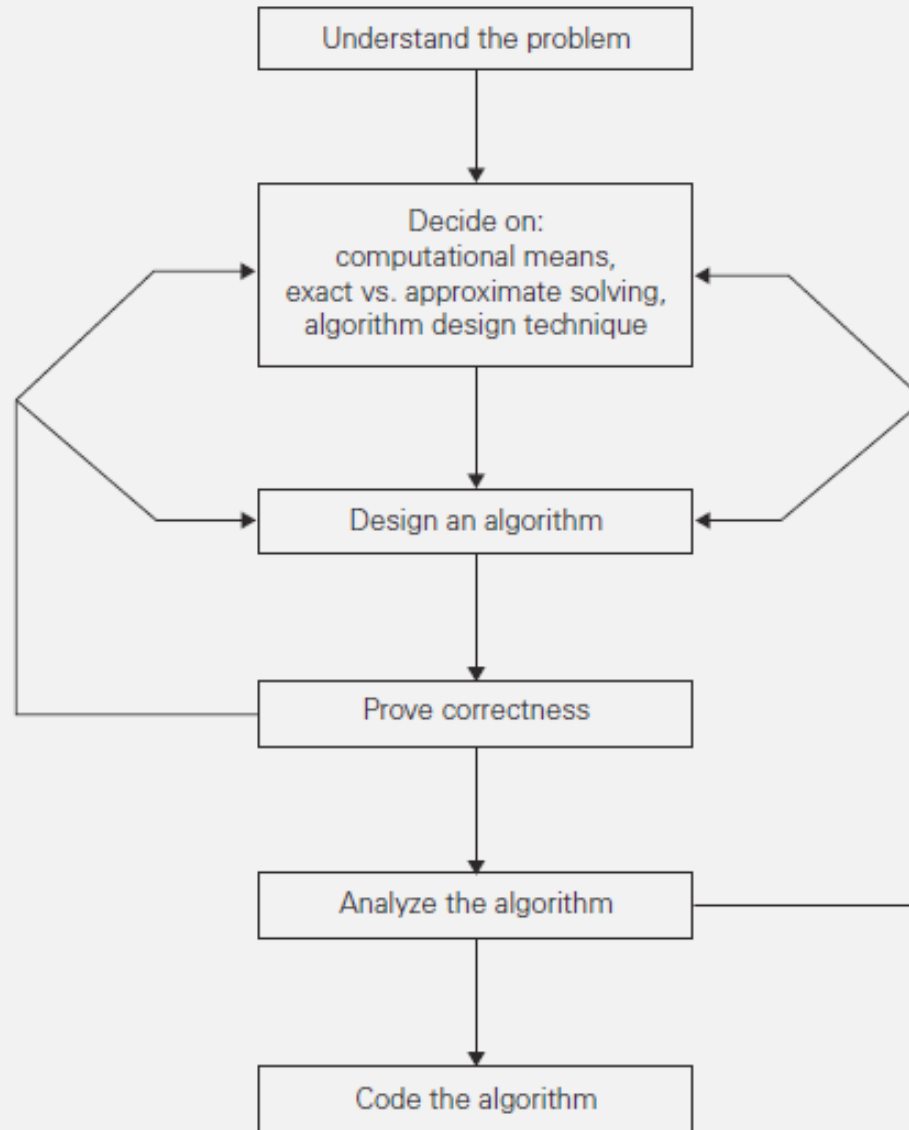 Understand the problem
Decide on:
computational means,
exact vs. approximate solving,
algorithm design technique
Design an algorithm
Prove correctness
Analyze the algorithm
Code the algorithm